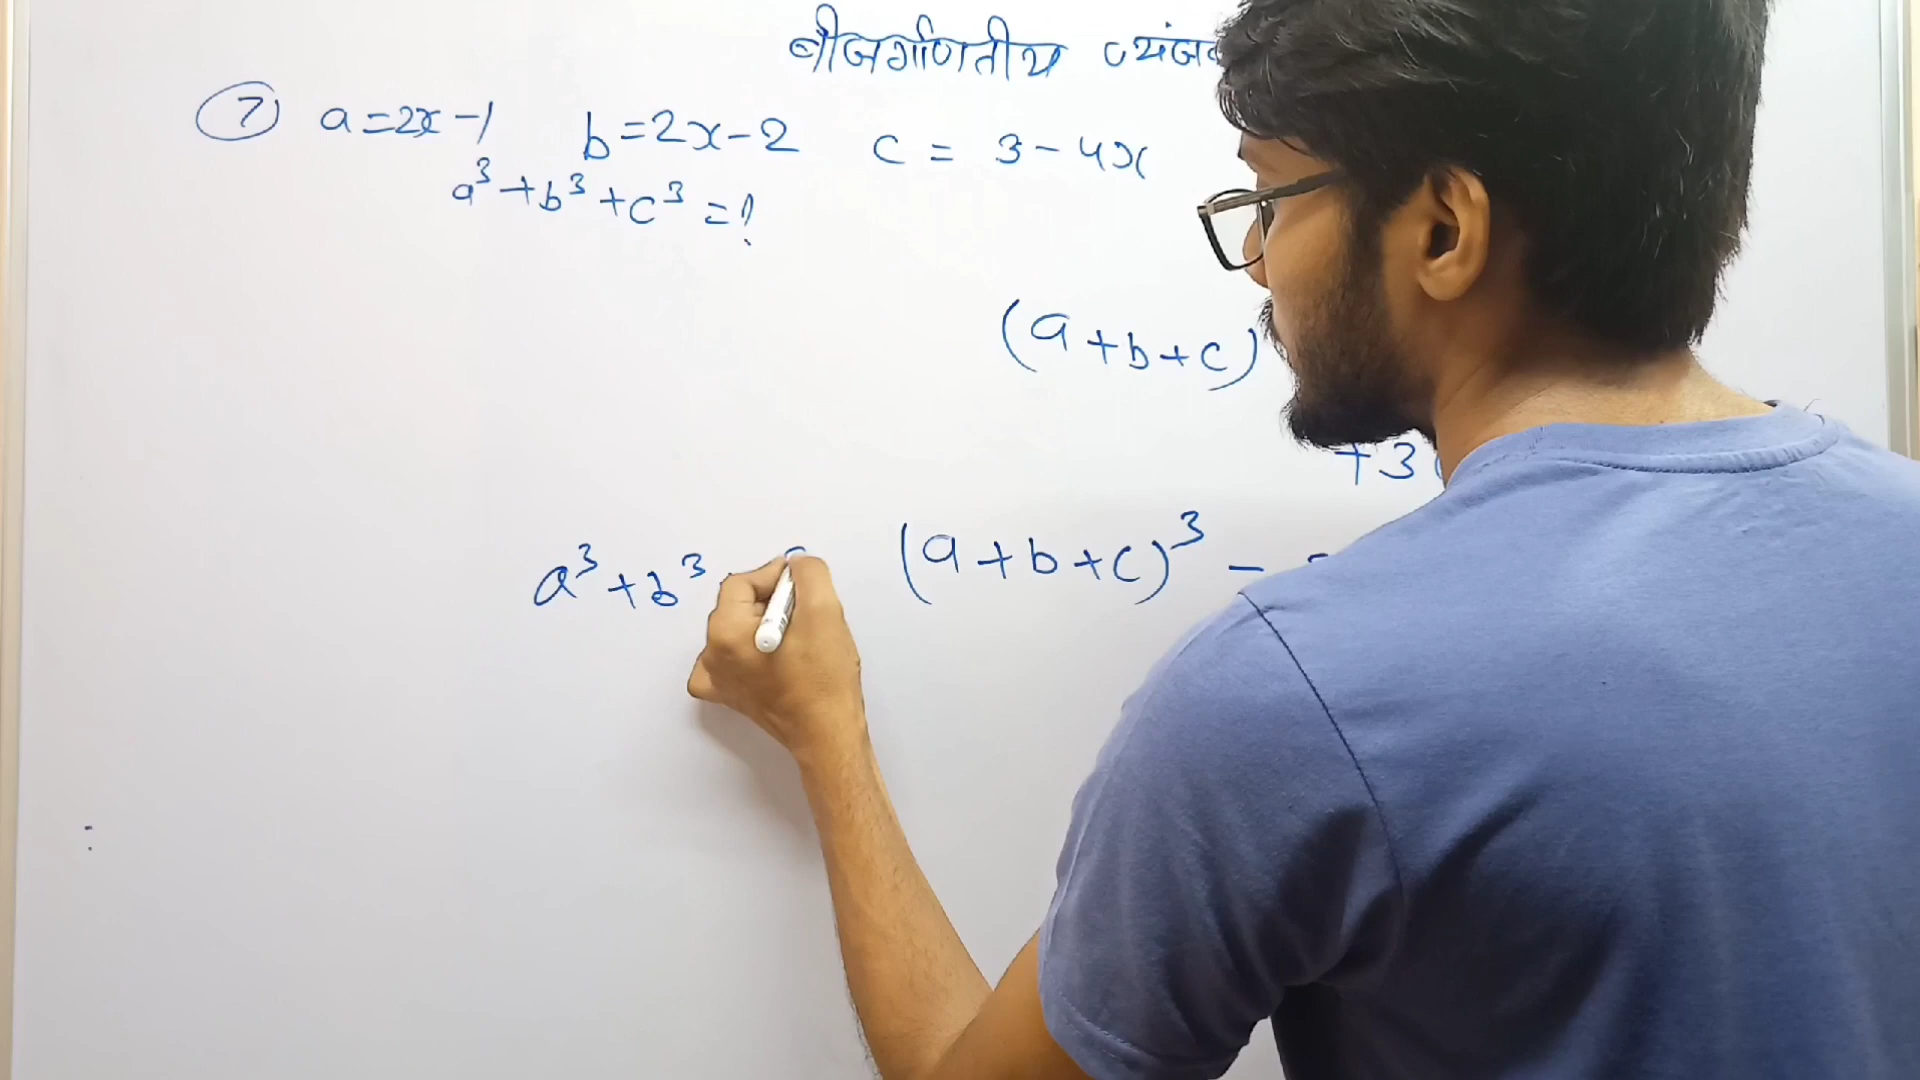 बीजगणितीय
⑦ a=2x-1 b=2x-2 c = 3-4x
a³+b³+c³ =?
(a+b+c)
+3
a³+b³ (a+b+c)³ -